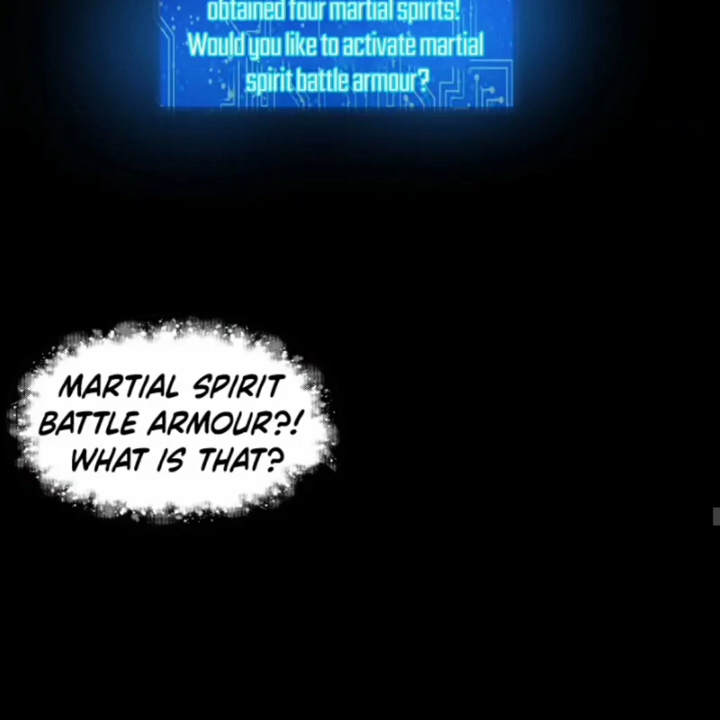 obtained four martial spirits!
Would you like to activate martial
spirit battle armour?
MARTIAL SPIRIT
BATTLE ARMOUR?!
WHAT IS THAT?